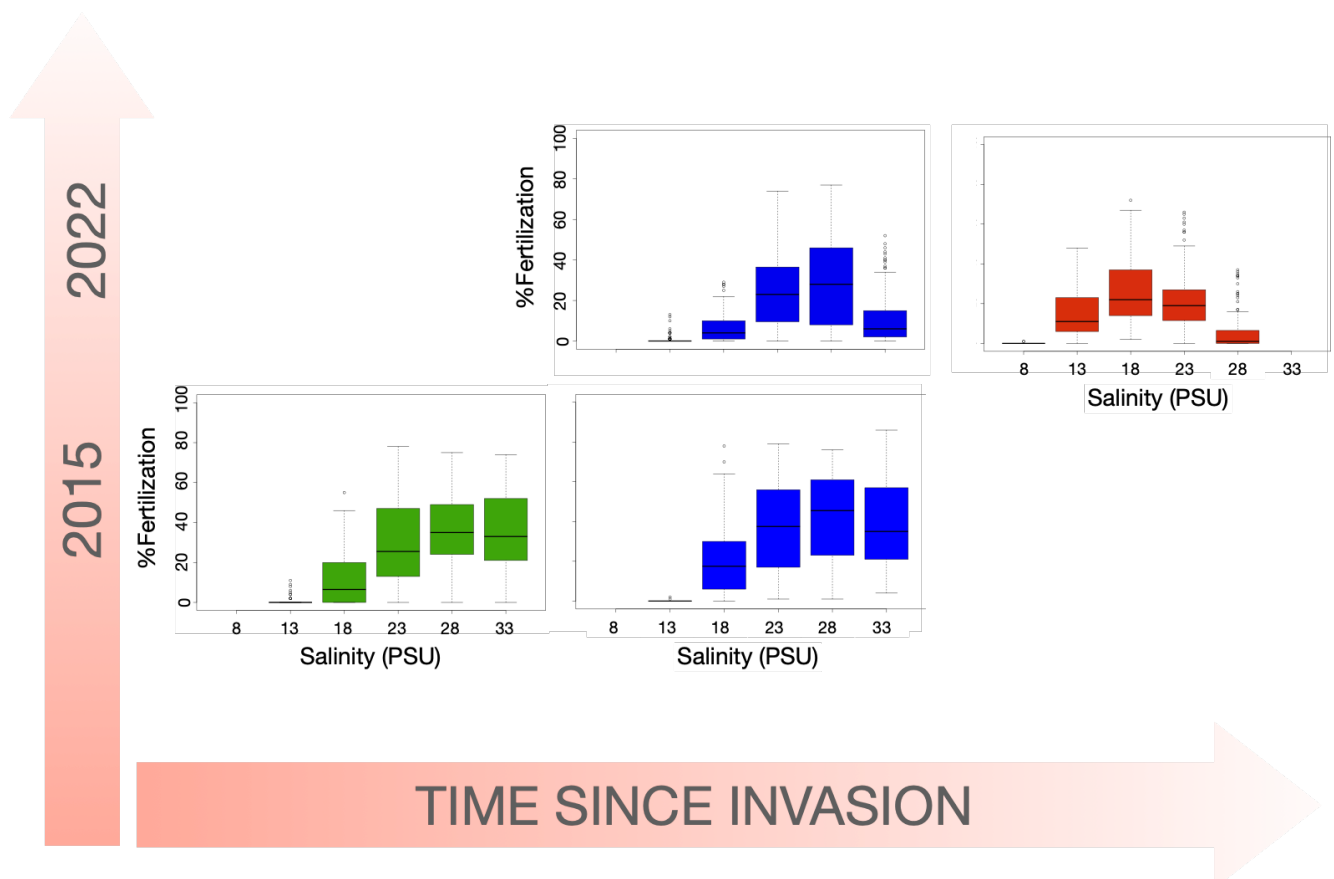 2022
2015
%Fertilization
100
80
60
40
20
0
8 13 18 23 28 33
Salinity (PSU)
%Fertilization
100
80
60
40
20
0
8 13 18 23 28 33
Salinity (PSU)
8 13 18 23 28 33
Salinity (PSU)
TIME SINCE INVASION